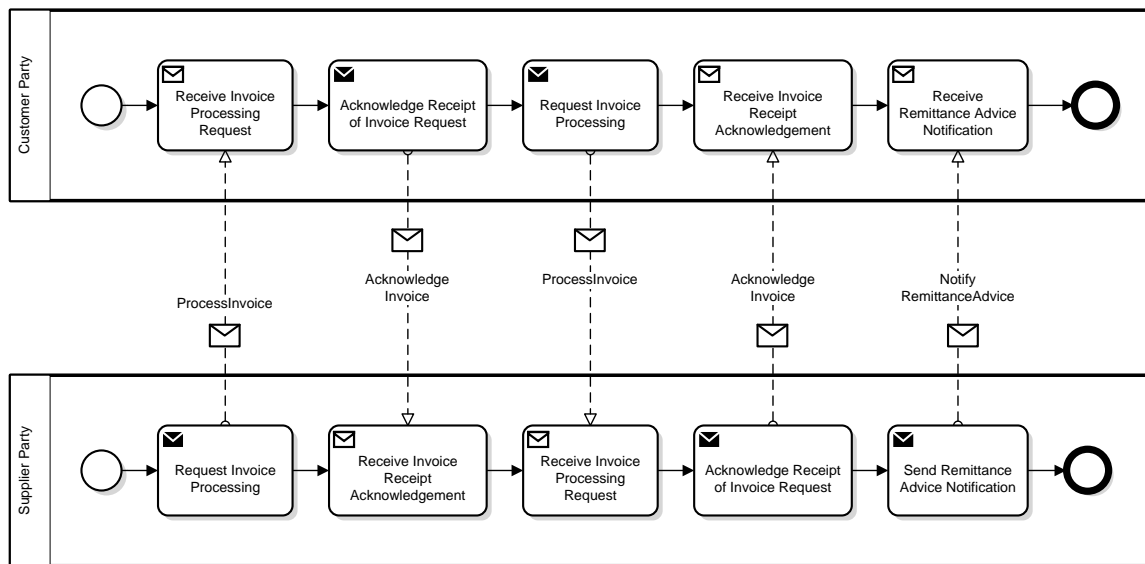 Customer Party
Receive Invoice
Processing
Request
Acknowledge Receipt
of Invoice Request
Request Invoice
Processing
Receive Invoice
Receipt
Acknowledgement
Receive
Remittance Advice
Notification
ProcessInvoice
Acknowledge
Invoice
ProcessInvoice
Acknowledge
Invoice
Notify
RemittanceAdvice
Supplier Party
Request Invoice
Processing
Receive Invoice
Receipt
Acknowledgement
Receive Invoice
Processing
Request
Acknowledge Receipt
of Invoice Request
Send Remittance
Advice Notification